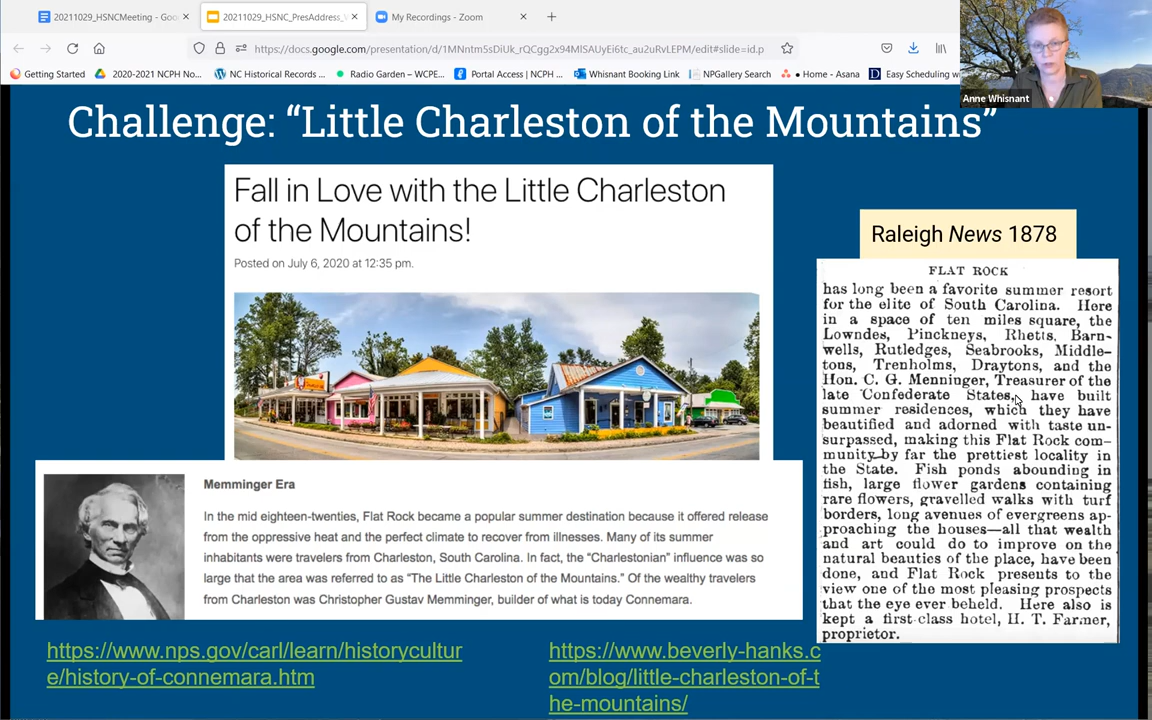 20211029_HSNCMeeting - Goo
20211029_HSNC_PresAddress_
My Recordings - Zoom
https://docs.google.com/presentation/d/1MNntm5sDiUk_rQCgg2x94MlSAUyEi6tc_au2uRvLEPM/edit#slide=id.p
Getting Started
2020-2021 NCPH No...
NC Historical Records ...
Radio Garden – WCPE...
Portal Access | NCPH ...
Whisnant Booking Link
NPGallery Search
• Home - Asana
Easy Scheduling w
Anne Whisnant
Challenge: “Little Charleston of the Mountains”
Fall in Love with the Little Charleston
of the Mountains!
Posted on July 6, 2020 at 12:35 pm.
Memminger Era
In the mid eighteen-twenties, Flat Rock became a popular summer destination because it offered release
from the oppressive heat and the perfect climate to recover from illnesses. Many of its summer
inhabitants were travelers from Charleston, South Carolina. In fact, the “Charlestonian” influence was so
large that the area was referred to as “The Little Charleston of the Mountains.” Of the wealthy travelers
from Charleston was Christopher Gustav Memminger, builder of what is today Connemara.
https://www.nps.gov/carl/learn/historycultur
e/history-of-connemara.htm
https://www.beverly-hanks.c
om/blog/little-charleston-of-t
he-mountains/
Raleigh News 1878
FLAT ROCK
has long been a favorite summer resort
for the elite of South Carolina. Here
in a space of ten miles square, the
Lowndes, Pinckneys, Rhetts, Barn-
wells, Rutledges, Seabrooks, Middle-
tons, Trenholms, Draytons, and the
Hon. C. G. Menninger, Treasurer of the
late Confederate States, have built
summer residences, which they have
beautified and adorned with taste un-
surpassed, making this Flat Rock com-
munity by far the prettiest locality in
the State. Fish ponds abounding in
fish, large flower gardens containing
rare flowers, gravelled walks with turf
borders, long avenues of evergreens ap-
proaching the houses—all that wealth
and art could do to improve on the
natural beauties of the place, have been
done, and Flat Rock presents to the
view one of the most pleasing prospects
that the eye ever beheld. Here also is
kept a first-class hotel, H. T. Farmer,
proprietor.